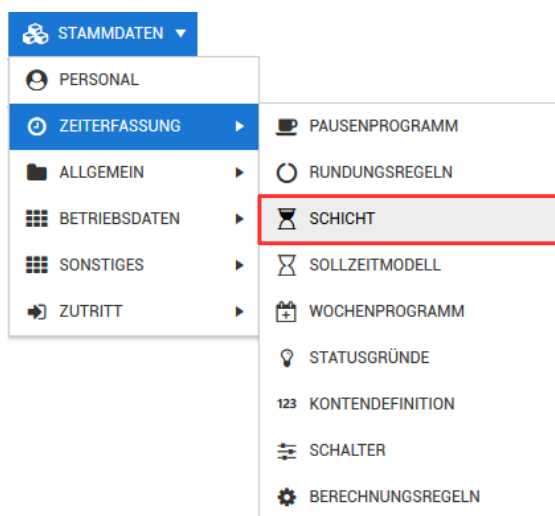 STAMMDATEN
PERSONAL
ZEITERFASSUNG
ALLGEMEIN
BETRIEBSDATEN
SONSTIGES
ZUTRITT
PAUSENPROGRAMM
RUNDUNGSREGELN
SCHICHT
SOLLZEITMODELL
WOCHENPROGRAMM
STATUSGRÜNDE
123 KONTENDEFINITION
SCHALTER
BERECHNUNGSREGELN